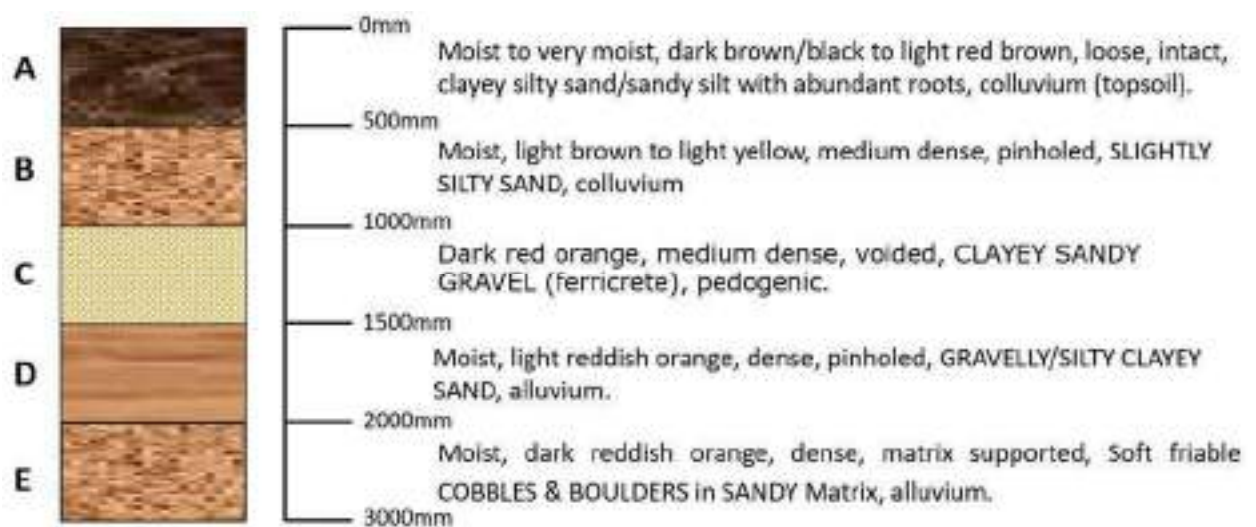 0mm
A
Moist to very moist, dark brown/black to light red brown, loose, intact,
clayey silty sand/sandy silt with abundant roots, colluvium (topsoil).
500mm
B
Moist, light brown to light yellow, medium dense, pinholed, SLIGHTLY
SILTY SAND, colluvium
1000mm
C
Dark red orange, medium dense, voided, CLAYEY SANDY
GRAVEL (ferricrete), pedogenic.
1500mm
D
Moist, light reddish orange, dense, pinholed, GRAVELLY/SILTY CLAYEY
SAND, alluvium.
2000mm
E
Moist, dark reddish orange, dense, matrix supported, Soft friable
COBBLES & BOULDERS in SANDY Matrix, alluvium.
3000mm